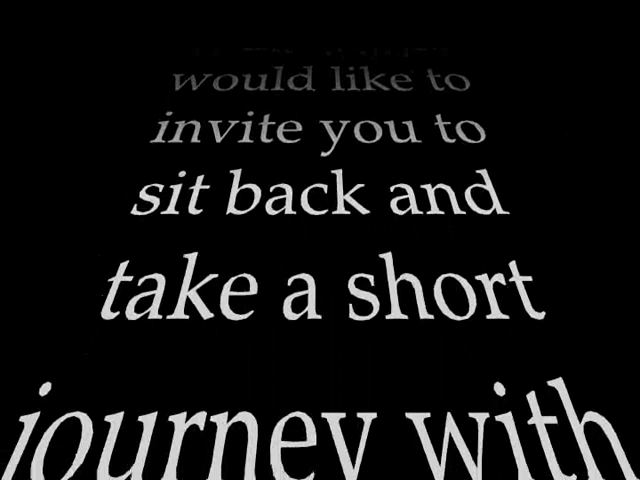 would like to
invite you to
sit back and
take a short
journey with